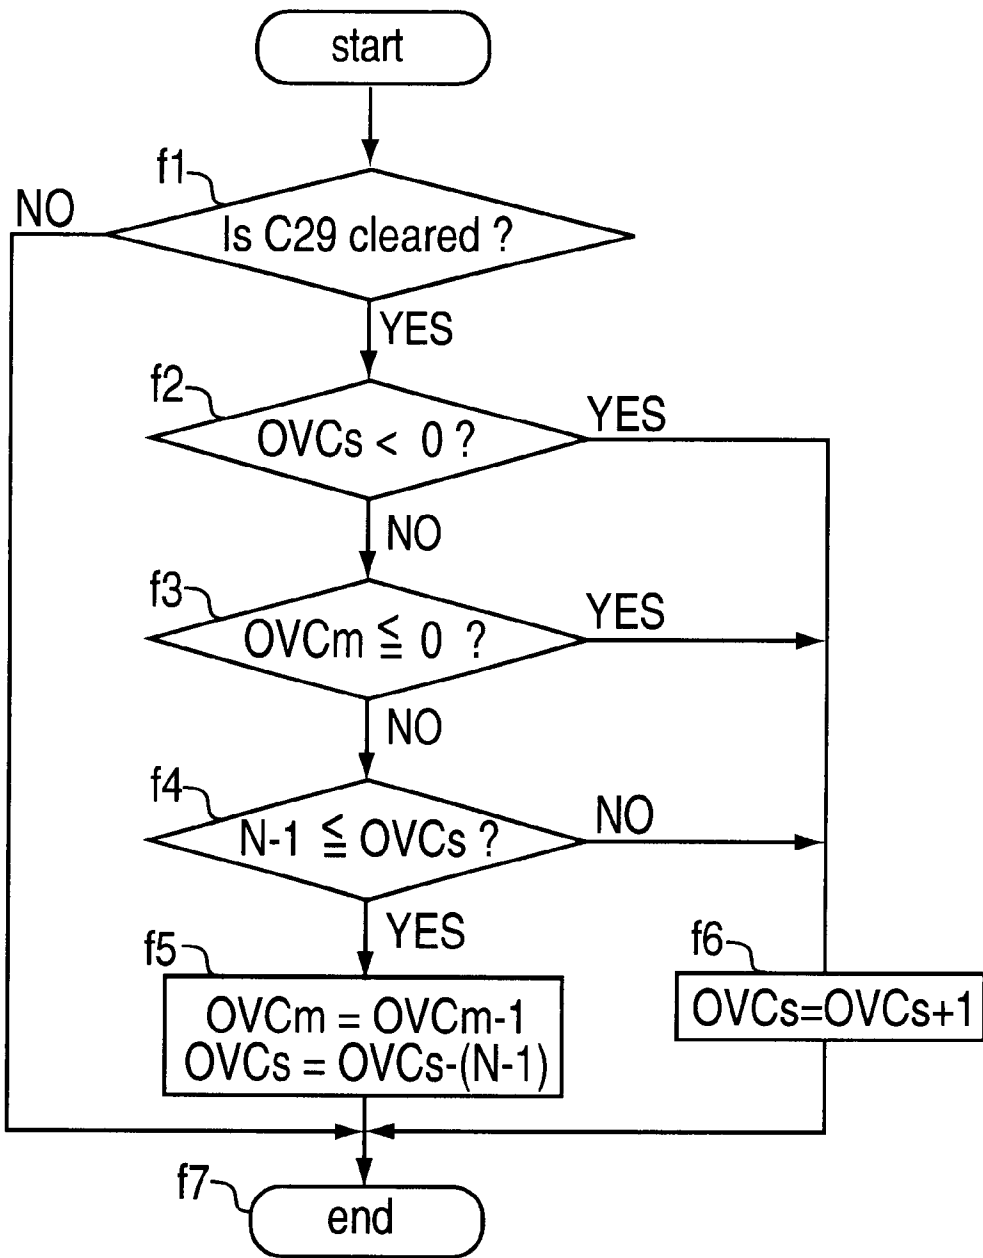 start
f1
NO
Is C29 cleared ?
YES
f2
OVCs < 0 ?
YES
NO
f3
OVCm ≦ 0 ?
YES
NO
f4
N-1 ≦ OVCs ?
NO
YES
f5
OVCm = OVCm-1
OVCs = OVCs-(N-1)
f6
OVCs=OVCs+1
f7
end